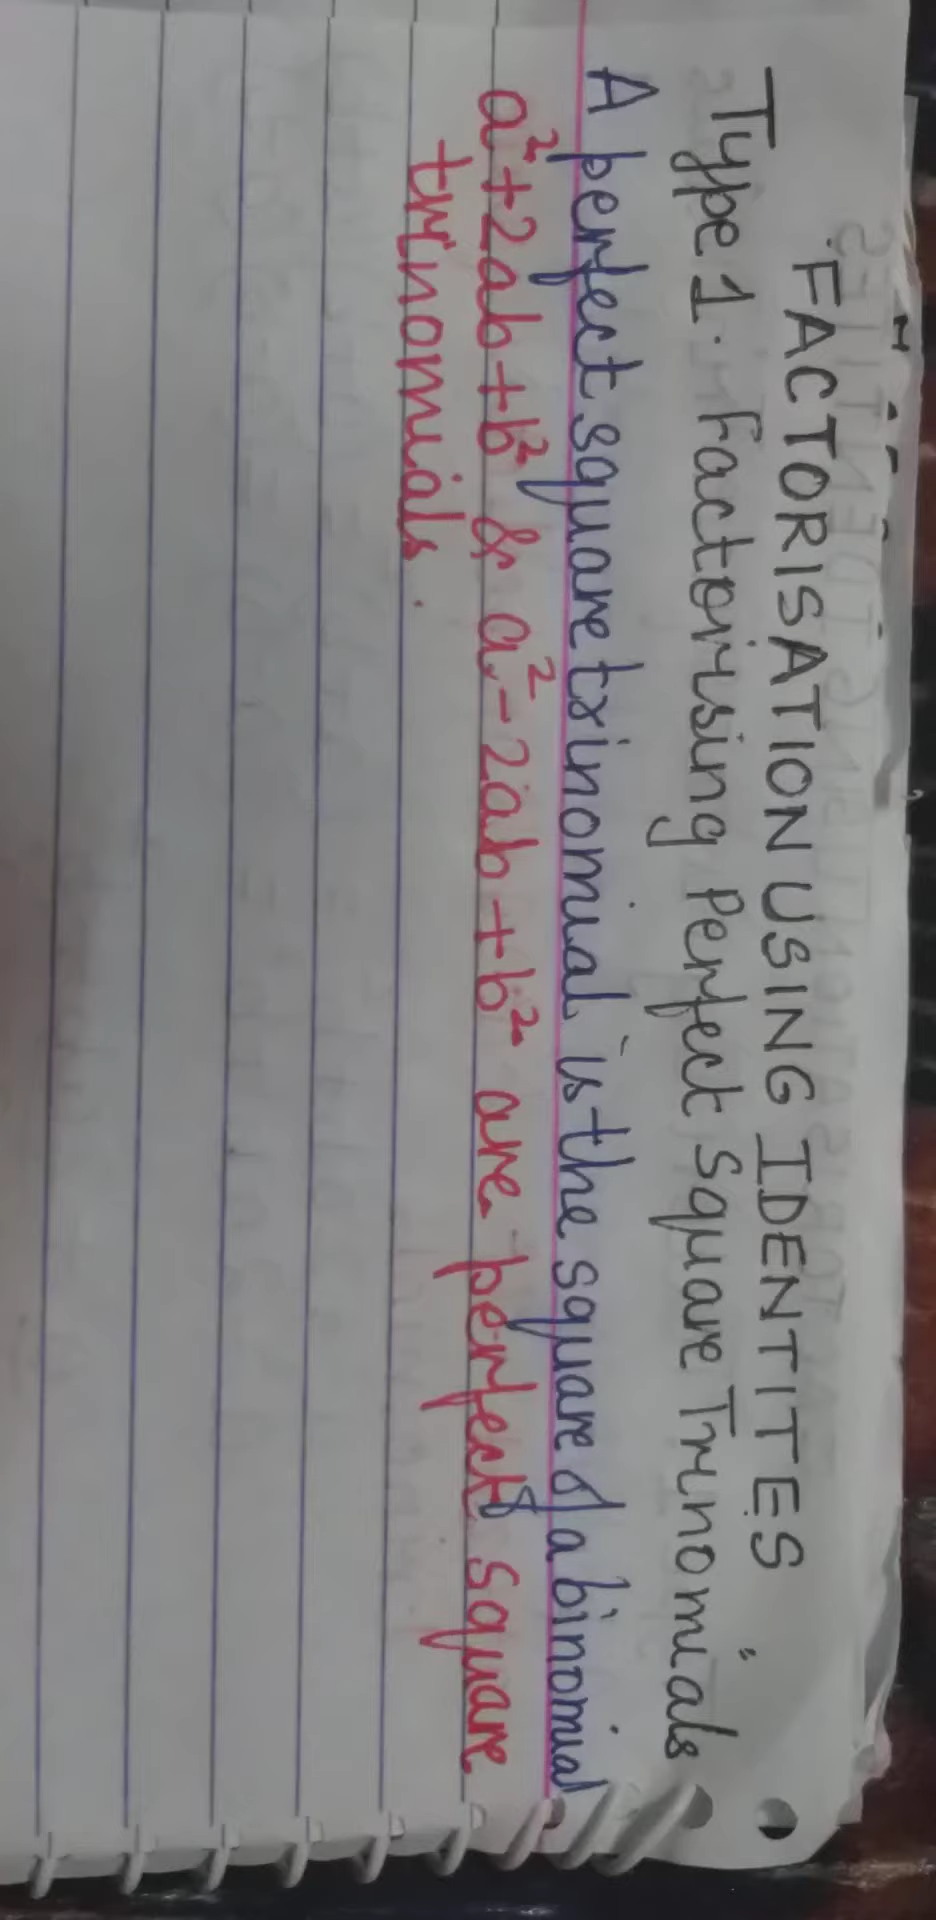 FACTORISATION USING IDENTITES
Type 1. Factorising Perfect Square Trinomials
A perfect square trinomial is the square of a binomial
a²+2ab+b² & a²-2ab+b² are perfect square
trinomials.